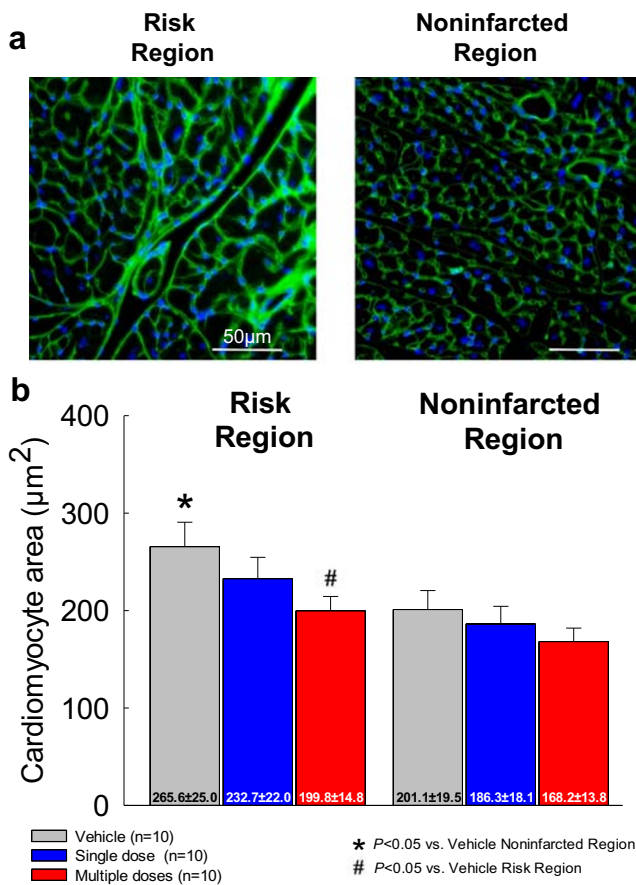 a
Risk
Region
Noninfarcted
Region
50µm
b
Risk
Region
Noninfarcted
Region
Cardiomyocyte area (µm²)
400
300
200
100
0
*
#
265.6±25.0
232.7±22.0
199.8±14.8
201.1±19.5
186.3±18.1
168.2±13.8
Vehicle (n=10)
Single dose (n=10)
Multiple doses (n=10)
* P<0.05 vs. Vehicle Noninfarcted Region
# P<0.05 vs. Vehicle Risk Region